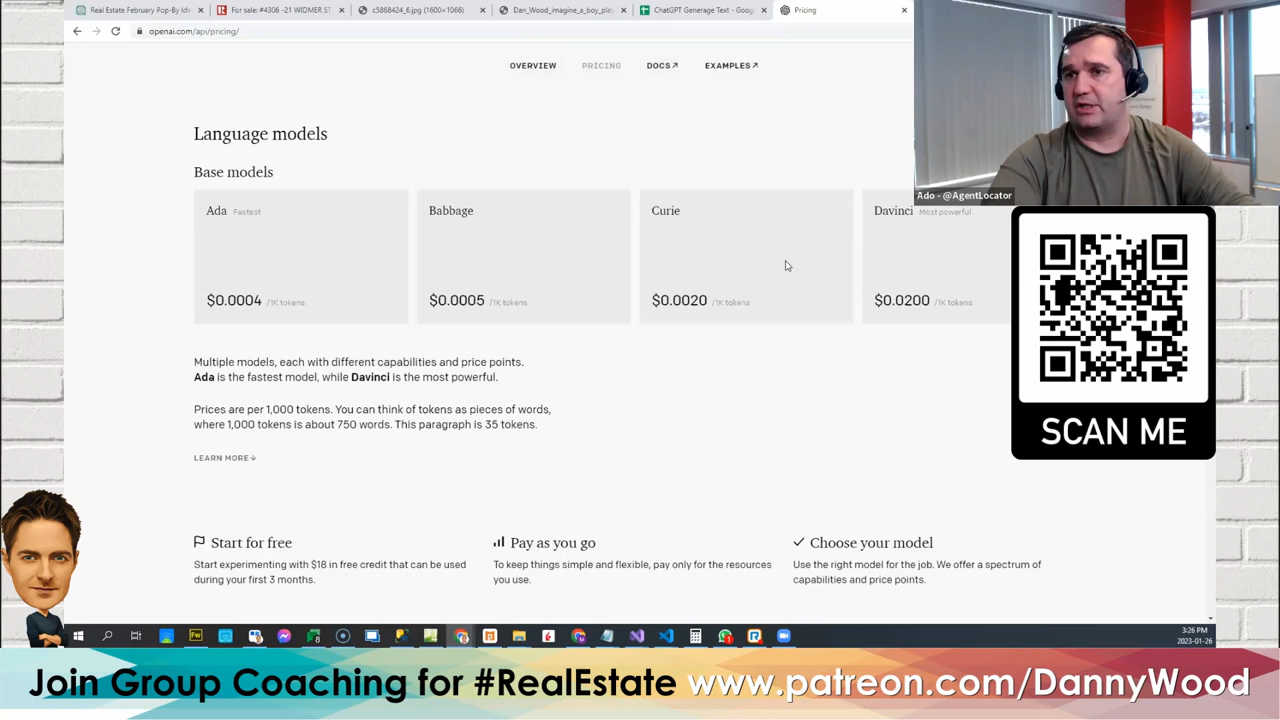 Real Estate February Pop-By Ide
For sale: #4306 -21 WIDMER ST
c5868424_6.jpg (1600×1066)
Dan_Wood_imagine_a_boy_play
ChatGPT Generage Text - Goog
Pricing
openai.com/api/pricing/
OVERVIEW
PRICING
DOCS↗
EXAMPLES↗
Language models
Base models
Ada Fastest
Babbage
Curie
Davinci Most powerful
$0.0004 /1K tokens
$0.0005 /1K tokens
$0.0020 /1K tokens
$0.0200 /1K tokens
Multiple models, each with different capabilities and price points.
Ada is the fastest model, while Davinci is the most powerful.
Prices are per 1,000 tokens. You can think of tokens as pieces of words,
where 1,000 tokens is about 750 words. This paragraph is 35 tokens.
LEARN MORE↓
Start for free
Start experimenting with $18 in free credit that can be used
during your first 3 months.
Pay as you go
To keep things simple and flexible, pay only for the resources
you use.
Choose your model
Use the right model for the job. We offer a spectrum of
capabilities and price points.
Ado - @AgentLocator
SCAN ME
3:26 PM
2023-01-26
Join Group Coaching for #RealEstate www.patreon.com/DannyWood